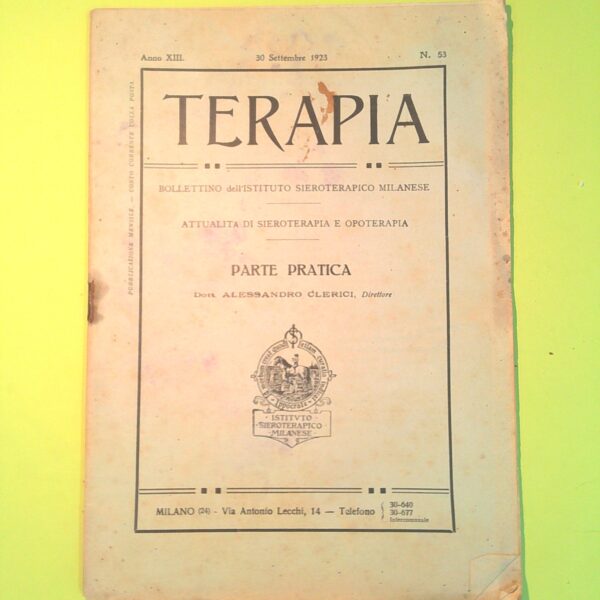 Anno XIII. 30 Settembre 1923 N. 53
PUBBLICAZIONE MENSILE — CONTO CORRENTE COLLA POSTA
TERAPIA
BOLLETTINO dell'ISTITUTO SIEROTERAPICO MILANESE
ATTUALITÀ DI SIEROTERAPIA E OPOTERAPIA
PARTE PRATICA
Dott. ALESSANDRO CLERICI, Direttore
Ippocrate
ISTITVTO
SIEROTERAPICO
MILANESE
MILANO (24) - Via Antonio Lecchi, 14 — Telefono { 30-640
30-677
Intercomunale